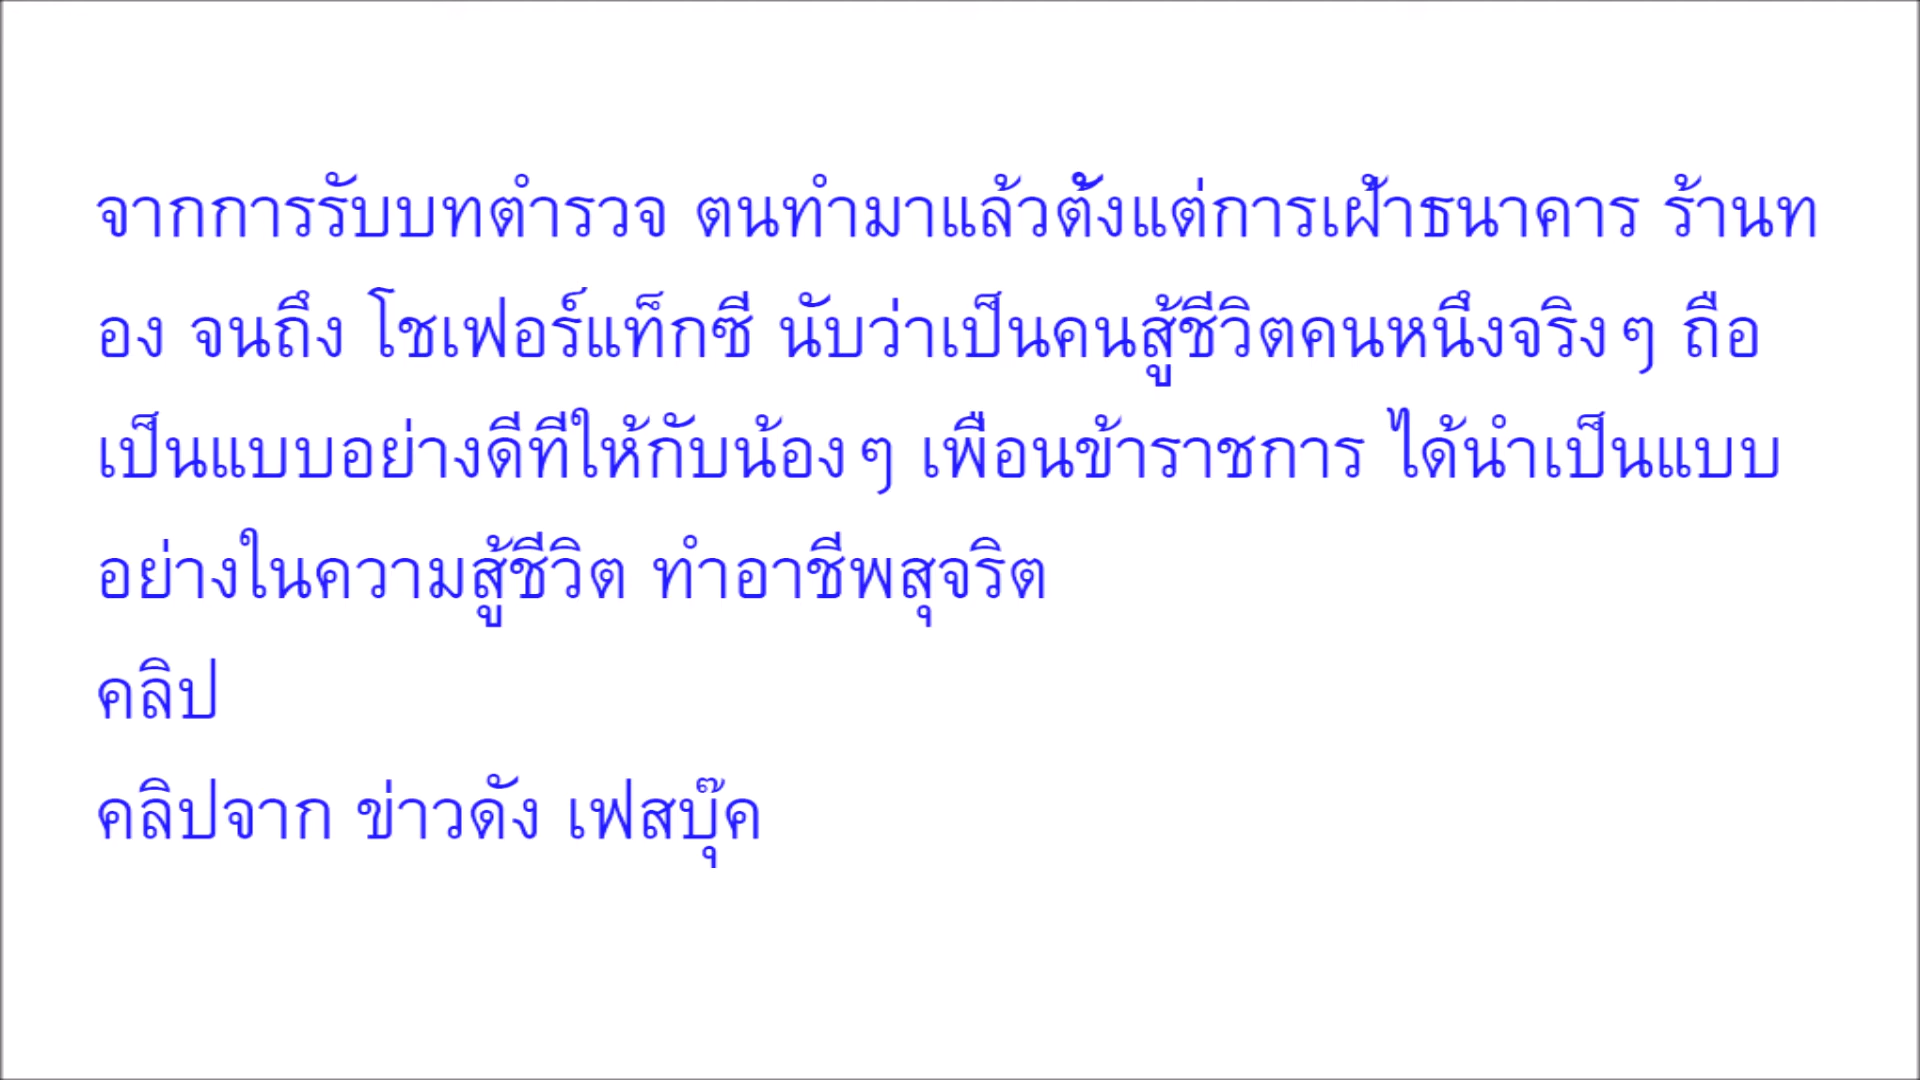 จากการรับบทตำรวจ ตนทำมาแล้วตั้งแต่การเฝ้าธนาคาร ร้านท
อง จนถึง โชเฟอร์แท็กซี นับว่าเป็นคนสู้ชีวิตคนหนึ่งจริงๆ ถือ
เป็นแบบอย่างดีที่ให้กับน้องๆ เพื่อนข้าราชการ ได้นำเป็นแบบ
อย่างในความสู้ชีวิต ทำอาชีพสุจริต
คลิป
คลิปจาก ข่าวดัง เฟสบุ๊ค